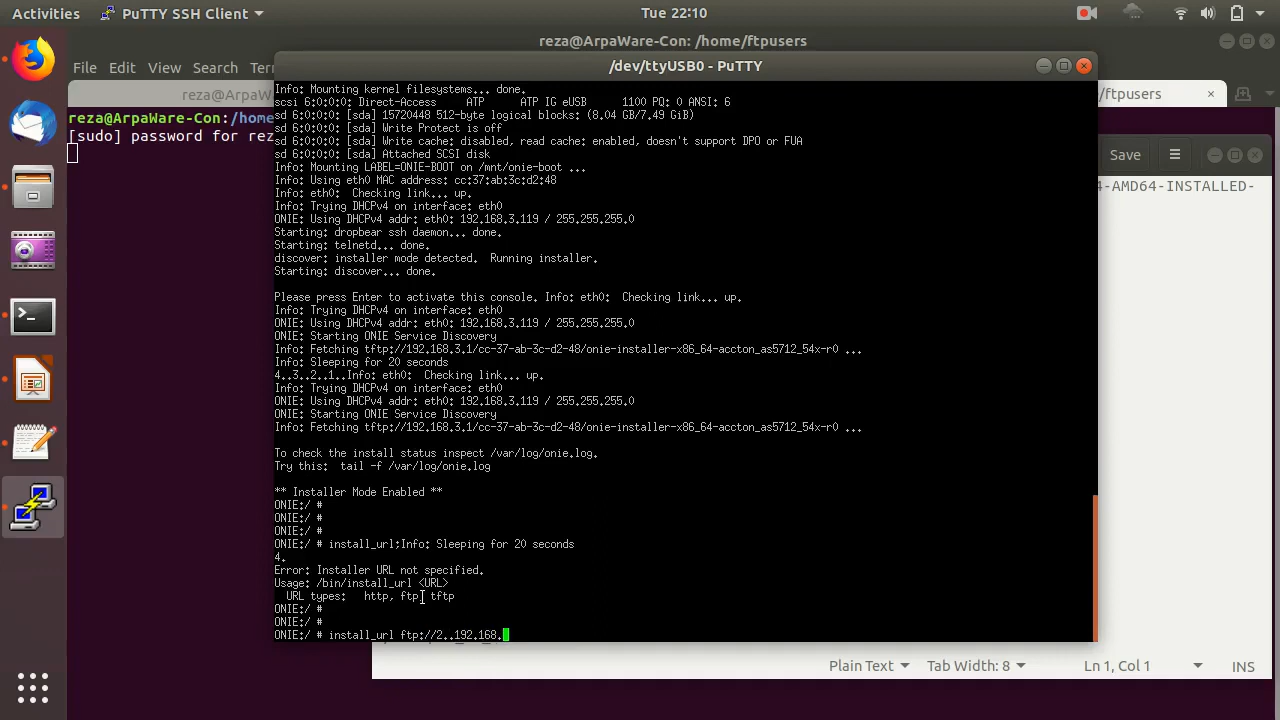 Activities PuTTY SSH Client Tue 22:10
reza@ArpaWare-Con: /home/ftpusers
File Edit View Search Ter
/dev/ttyUSB0 - PuTTY
reza@ArpaW
/ftpusers
reza@ArpaWare-Con:/home
[sudo] password for rez
Save
4-AMD64-INSTALLED-
Info: Mounting kernel filesystems... done.
scsi 6:0:0:0: Direct-Access ATP ATP IG eUSB 1100 PQ: 0 ANSI: 6
sd 6:0:0:0: [sda] 15720448 512-byte logical blocks: (8.04 GB/7.49 GiB)
sd 6:0:0:0: [sda] Write Protect is off
sd 6:0:0:0: [sda] Write cache: disabled, read cache: enabled, doesn't support DPO or FUA
sd 6:0:0:0: [sda] Attached SCSI disk
Info: Mounting LABEL=ONIE-BOOT on /mnt/onie-boot ...
Info: Using eth0 MAC address: cc:37:ab:3c:d2:48
Info: eth0: Checking link... up.
Info: Trying DHCPv4 on interface: eth0
ONIE: Using DHCPv4 addr: eth0: 192.168.3.119 / 255.255.255.0
Starting: dropbear ssh daemon... done.
Starting: telnetd... done.
discover: installer mode detected. Running installer.
Starting: discover... done.
Please press Enter to activate this console. Info: eth0: Checking link... up.
Info: Trying DHCPv4 on interface: eth0
ONIE: Using DHCPv4 addr: eth0: 192.168.3.119 / 255.255.255.0
ONIE: Starting ONIE Service Discovery
Info: Fetching tftp://192.168.3.1/cc-37-ab-3c-d2-48/onie-installer-x86_64-accton_as5712_54x-r0 ...
Info: Sleeping for 20 seconds
4..3..2..1..Info: eth0: Checking link... up.
Info: Trying DHCPv4 on interface: eth0
ONIE: Using DHCPv4 addr: eth0: 192.168.3.119 / 255.255.255.0
ONIE: Starting ONIE Service Discovery
Info: Fetching tftp://192.168.3.1/cc-37-ab-3c-d2-48/onie-installer-x86_64-accton_as5712_54x-r0 ...
To check the install status inspect /var/log/onie.log.
Try this: tail -f /var/log/onie.log
** Installer Mode Enabled **
ONIE:/ #
ONIE:/ #
ONIE:/ #
ONIE:/ # install_url;Info: Sleeping for 20 seconds
4.
Error: Installer URL not specified.
Usage: /bin/install_url <URL>
URL types: http, ftp, tftp
ONIE:/ #
ONIE:/ #
ONIE:/ # install_url ftp://2..192.168.
Plain Text Tab Width: 8 Ln 1, Col 1 INS